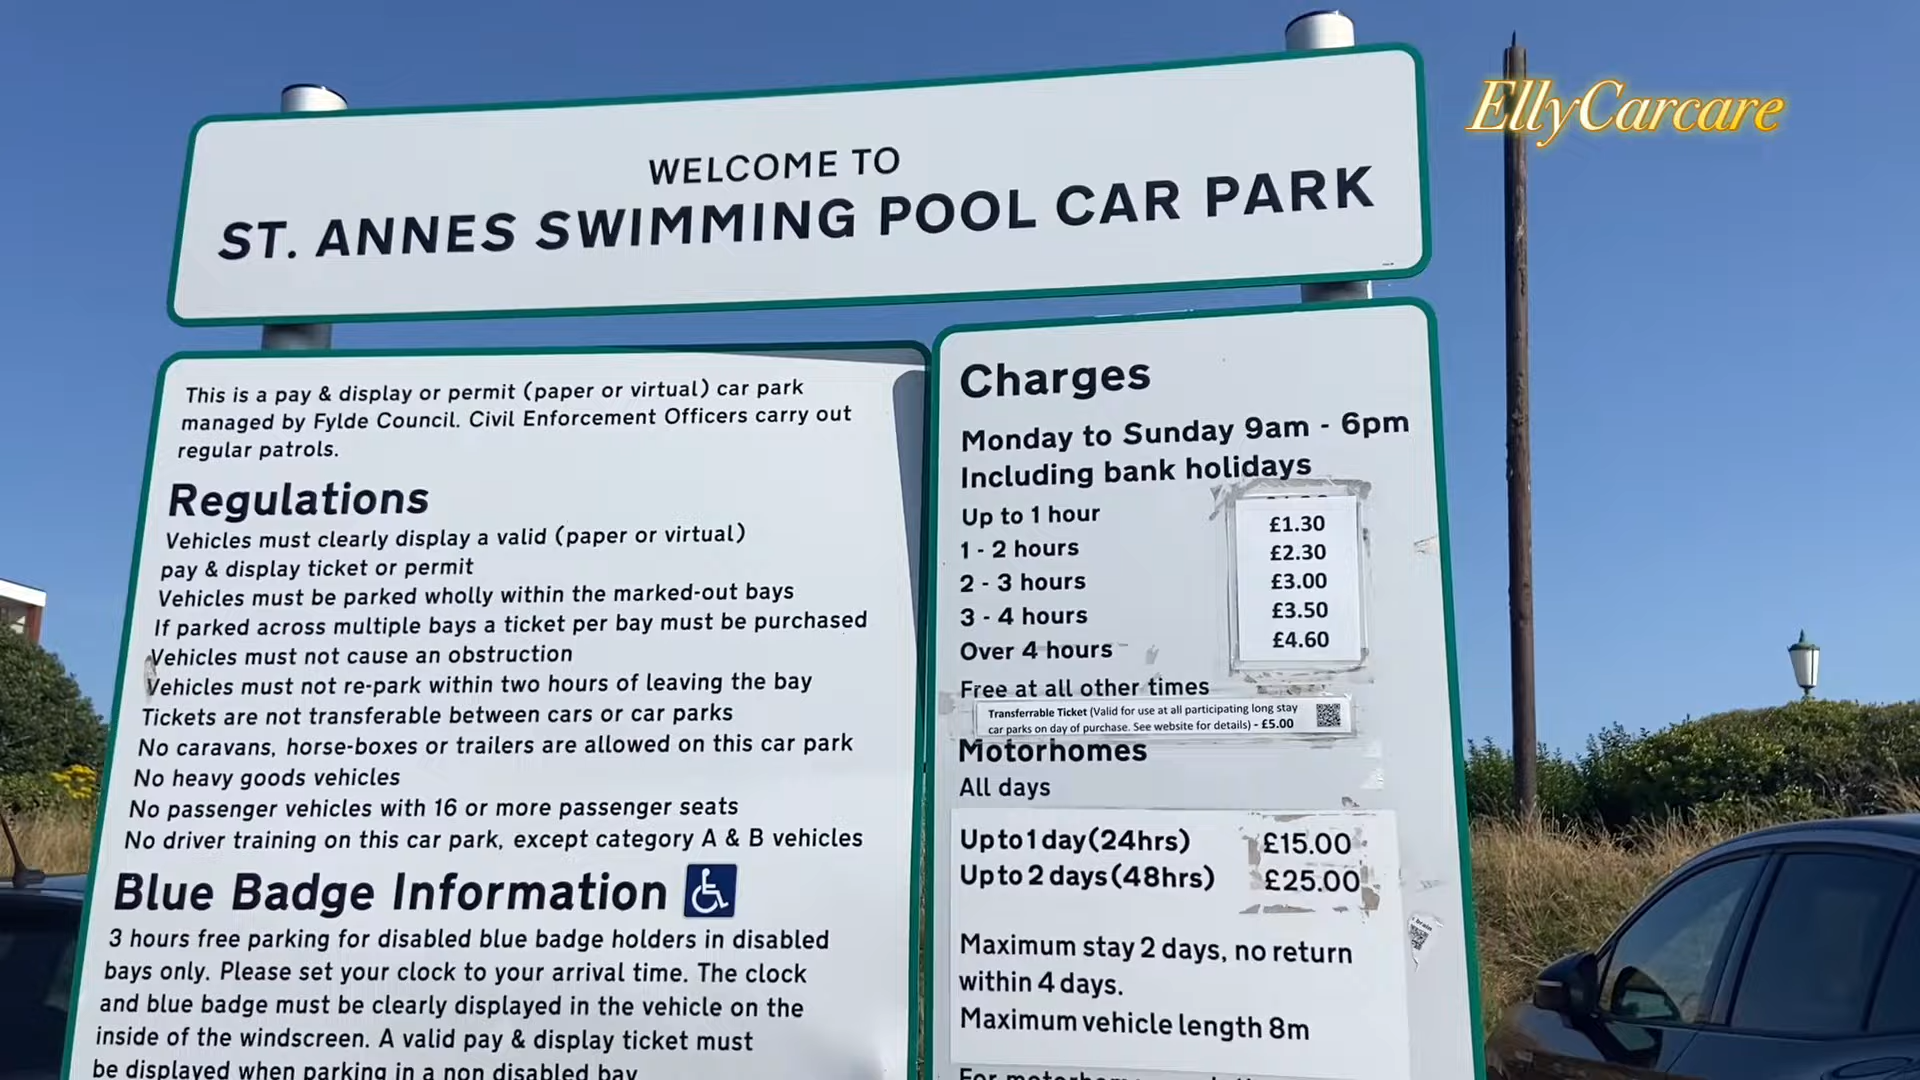 EllyCarcare
WELCOME TO
ST. ANNES SWIMMING POOL CAR PARK
This is a pay & display or permit (paper or virtual) car park
managed by Fylde Council. Civil Enforcement Officers carry out
regular patrols.
Regulations
Vehicles must clearly display a valid (paper or virtual)
pay & display ticket or permit
Vehicles must be parked wholly within the marked-out bays
If parked across multiple bays a ticket per bay must be purchased
Vehicles must not cause an obstruction
Vehicles must not re-park within two hours of leaving the bay
Tickets are not transferable between cars or car parks
No caravans, horse-boxes or trailers are allowed on this car park
No heavy goods vehicles
No passenger vehicles with 16 or more passenger seats
No driver training on this car park, except category A & B vehicles
Blue Badge Information
3 hours free parking for disabled blue badge holders in disabled
bays only. Please set your clock to your arrival time. The clock
and blue badge must be clearly displayed in the vehicle on the
inside of the windscreen. A valid pay & display ticket must
be displayed when parking in a non disabled bay
Charges
Monday to Sunday 9am - 6pm
Including bank holidays
Up to 1 hour £1.30
1 - 2 hours £2.30
2 - 3 hours £3.00
3 - 4 hours £3.50
Over 4 hours £4.60
Free at all other times
Transferrable Ticket (Valid for use at all participating long stay
car parks on day of purchase. See website for details) - £5.00
Motorhomes
All days
Up to 1 day (24hrs) £15.00
Up to 2 days (48hrs) £25.00
Maximum stay 2 days, no return
within 4 days.
Maximum vehicle length 8m